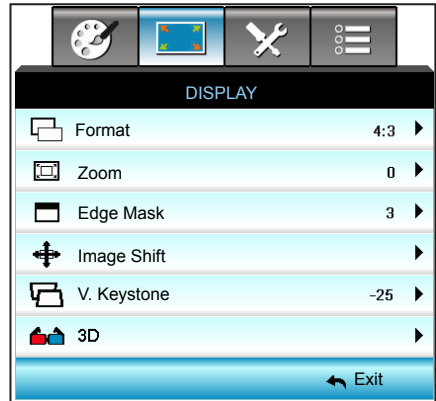 DISPLAY
Format 4:3
Zoom 0
Edge Mask 3
Image Shift
V. Keystone -25
3D
Exit